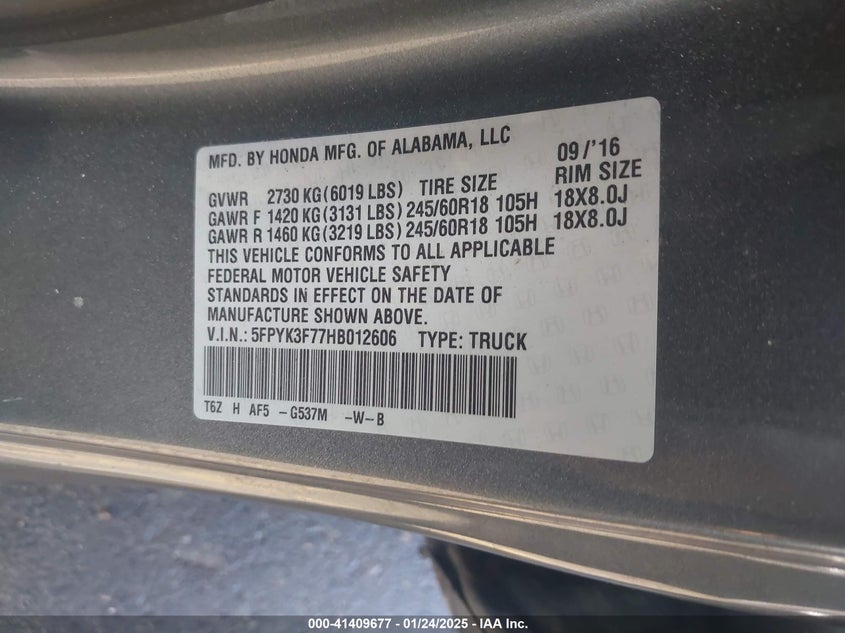 MFD. BY HONDA MFG. OF ALABAMA, LLC 09/'16
GVWR 2730 KG(6019 LBS) TIRE SIZE RIM SIZE
GAWR F 1420 KG(3131 LBS) 245/60R18 105H 18X8.0J
GAWR R 1460 KG(3219 LBS) 245/60R18 105H 18X8.0J
THIS VEHICLE CONFORMS TO ALL APPLICABLE
FEDERAL MOTOR VEHICLE SAFETY
STANDARDS IN EFFECT ON THE DATE OF
MANUFACTURE SHOWN ABOVE.
V.I.N.: 5FPYK3F77HB012606 TYPE: TRUCK
T6Z H AF5 -G537M -W-B
000-41409677 - 01/24/2025 - IAA Inc.